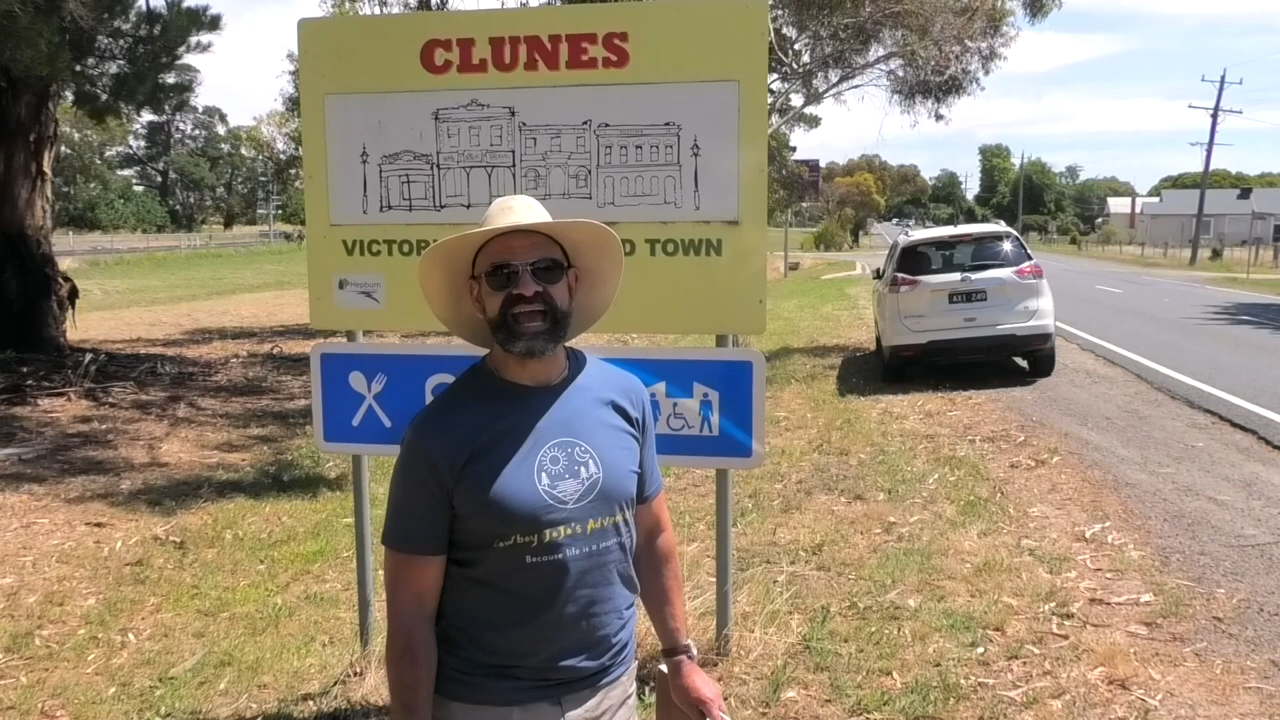 CLUNES
VICTORI D TOWN
Hepburn
Cowboy JoJo's Adven
Because life is a journey
AXI 249